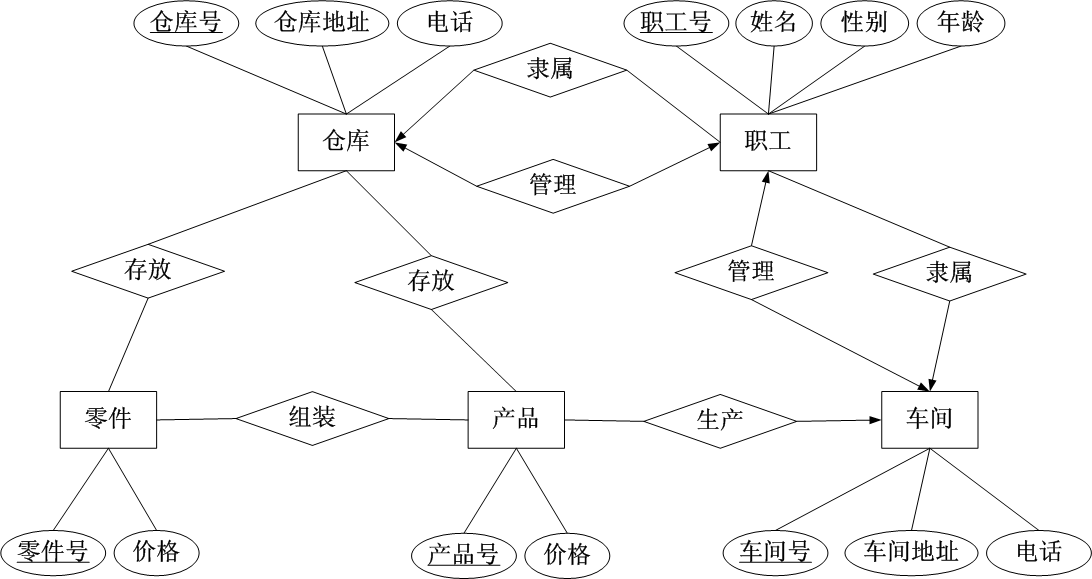 仓库号
仓库地址
电话
职工号
姓名
性别
年龄
隶属
仓库
职工
管理
存放
存放
管理
隶属
零件
组装
产品
生产
车间
零件号
价格
产品号
价格
车间号
车间地址
电话